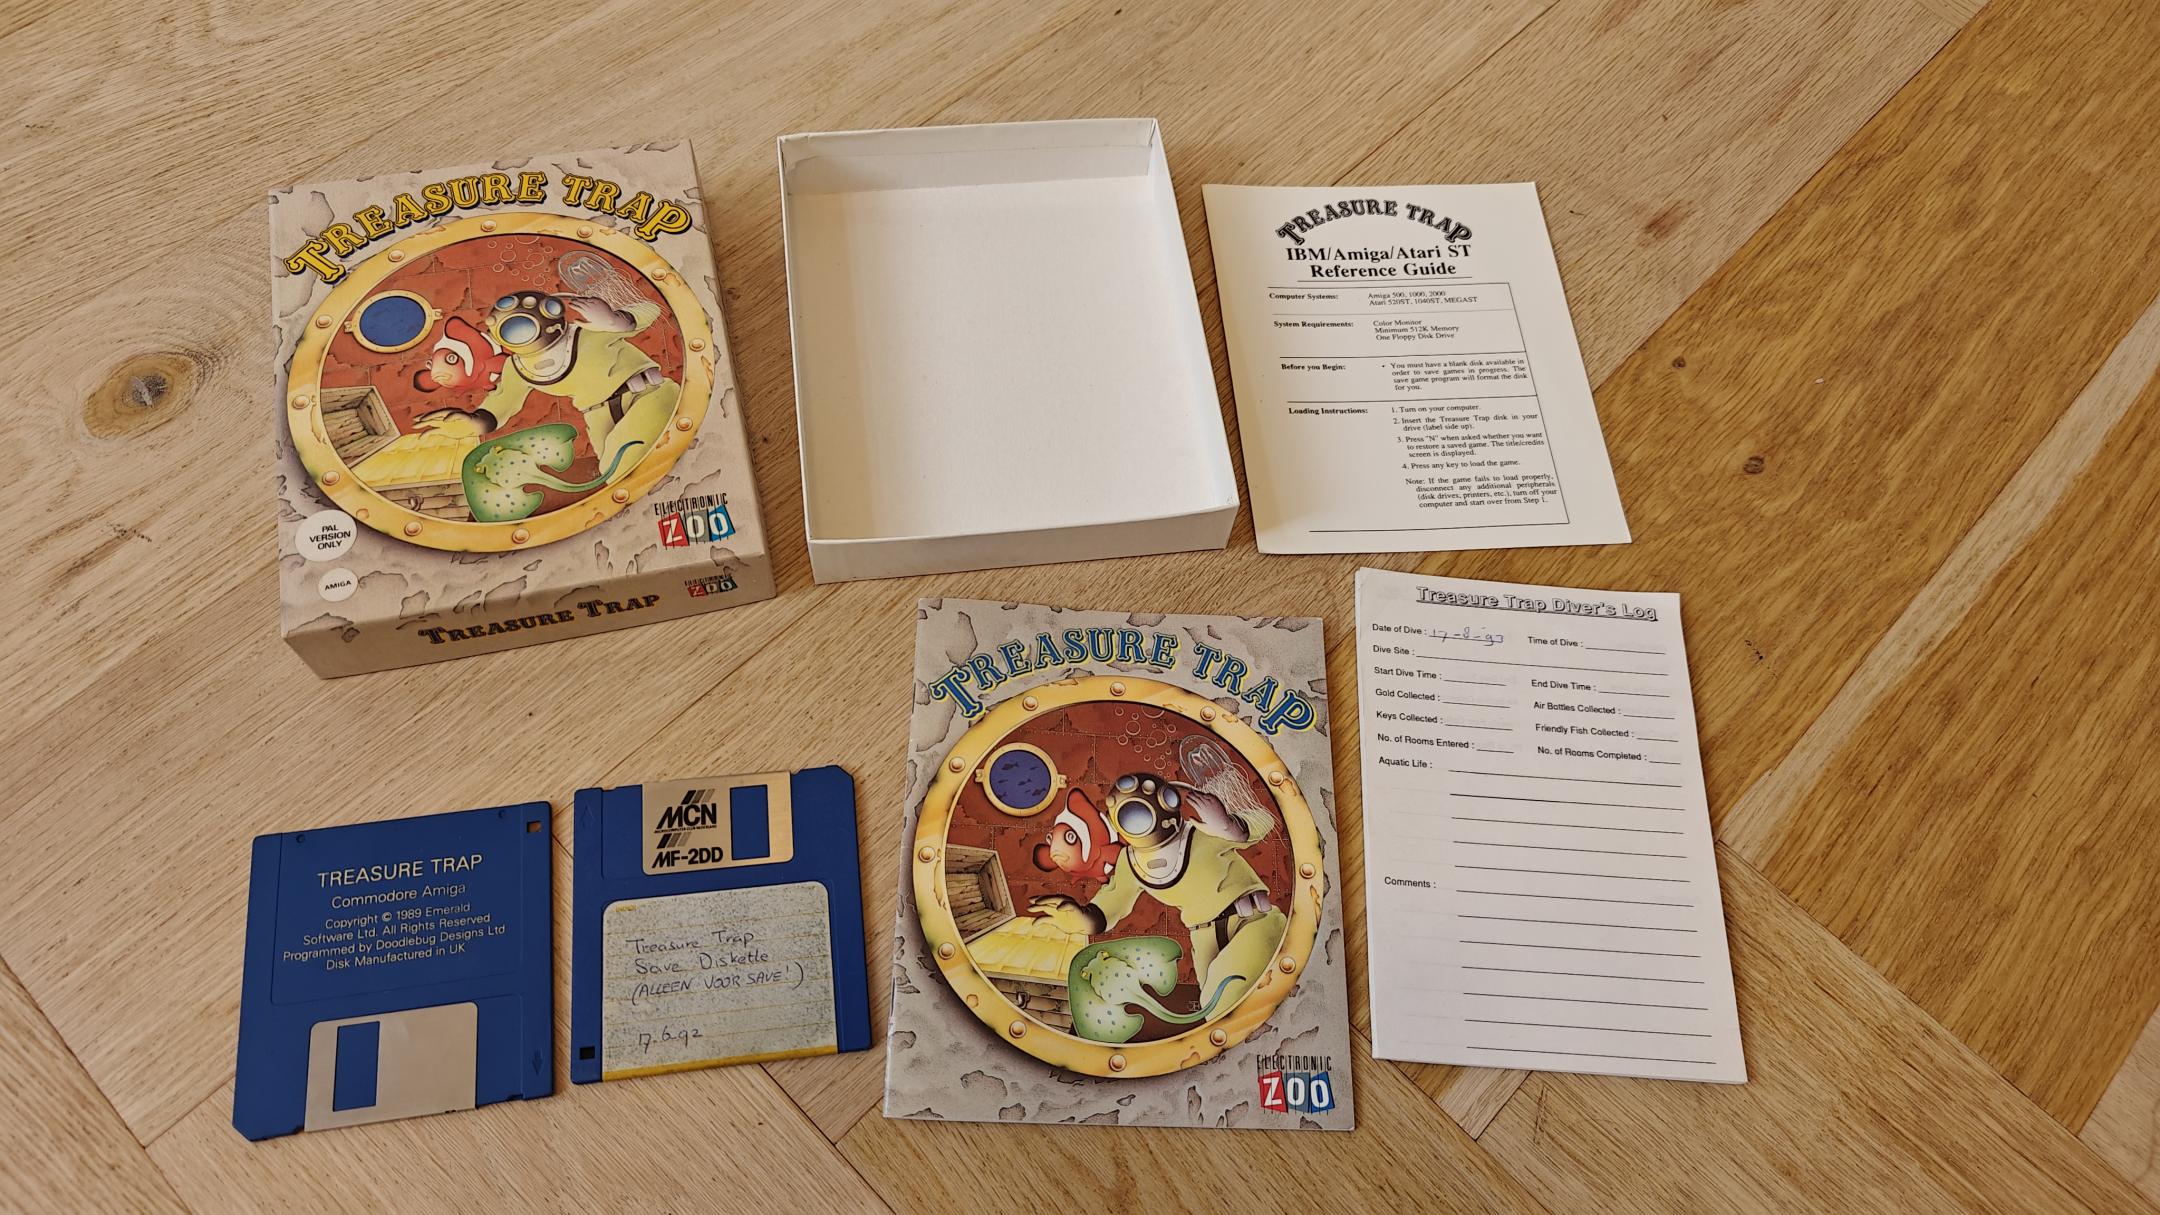 TREASURE TRAP
ELECTRONIC
ZOO
PAL
VERSION
ONLY
AMIGA
TREASURE TRAP
ELECTRONIC
ZOO
TREASURE TRAP
IBM/Amiga/Atari ST
Reference Guide
Computer Systems: Amiga 500, 1000, 2000
Atari 520ST, 1040ST, MEGAST
System Requirements: Color Monitor
Minimum 512K Memory
One Floppy Disk Drive
Before you Begin: • You must have a blank disk available in
order to save games in progress. The
save game program will format the disk
for you.
Loading Instructions: 1. Turn on your computer.
2. Insert the Treasure Trap disk in your
drive (label side up).
3. Press "N" when asked whether you want
to restore a saved game. The title/credits
screen is displayed.
4. Press any key to load the game.
Note: If the game fails to load properly,
disconnect any additional peripherals
(disk drives, printers, etc.), turn off your
computer and start over from Step 1.
TREASURE TRAP
Commodore Amiga
Copyright © 1989 Emerald
Software Ltd. All Rights Reserved
Programmed by Doodlebug Designs Ltd
Disk Manufactured in UK
MCN
MF-2DD
Treasure Trap
Save Diskette
(ALLEEN VOOR SAVE!)
17-6-92
TREASURE TRAP
ELECTRONIC
ZOO
Treasure Trap Diver's Log
Date of Dive : 17-8-93 Time of Dive :
Dive Site :
Start Dive Time : End Dive Time :
Gold Collected : Air Bottles Collected :
Keys Collected : Friendly Fish Collected :
No. of Rooms Entered : No. of Rooms Completed :
Aquatic Life :
Comments :